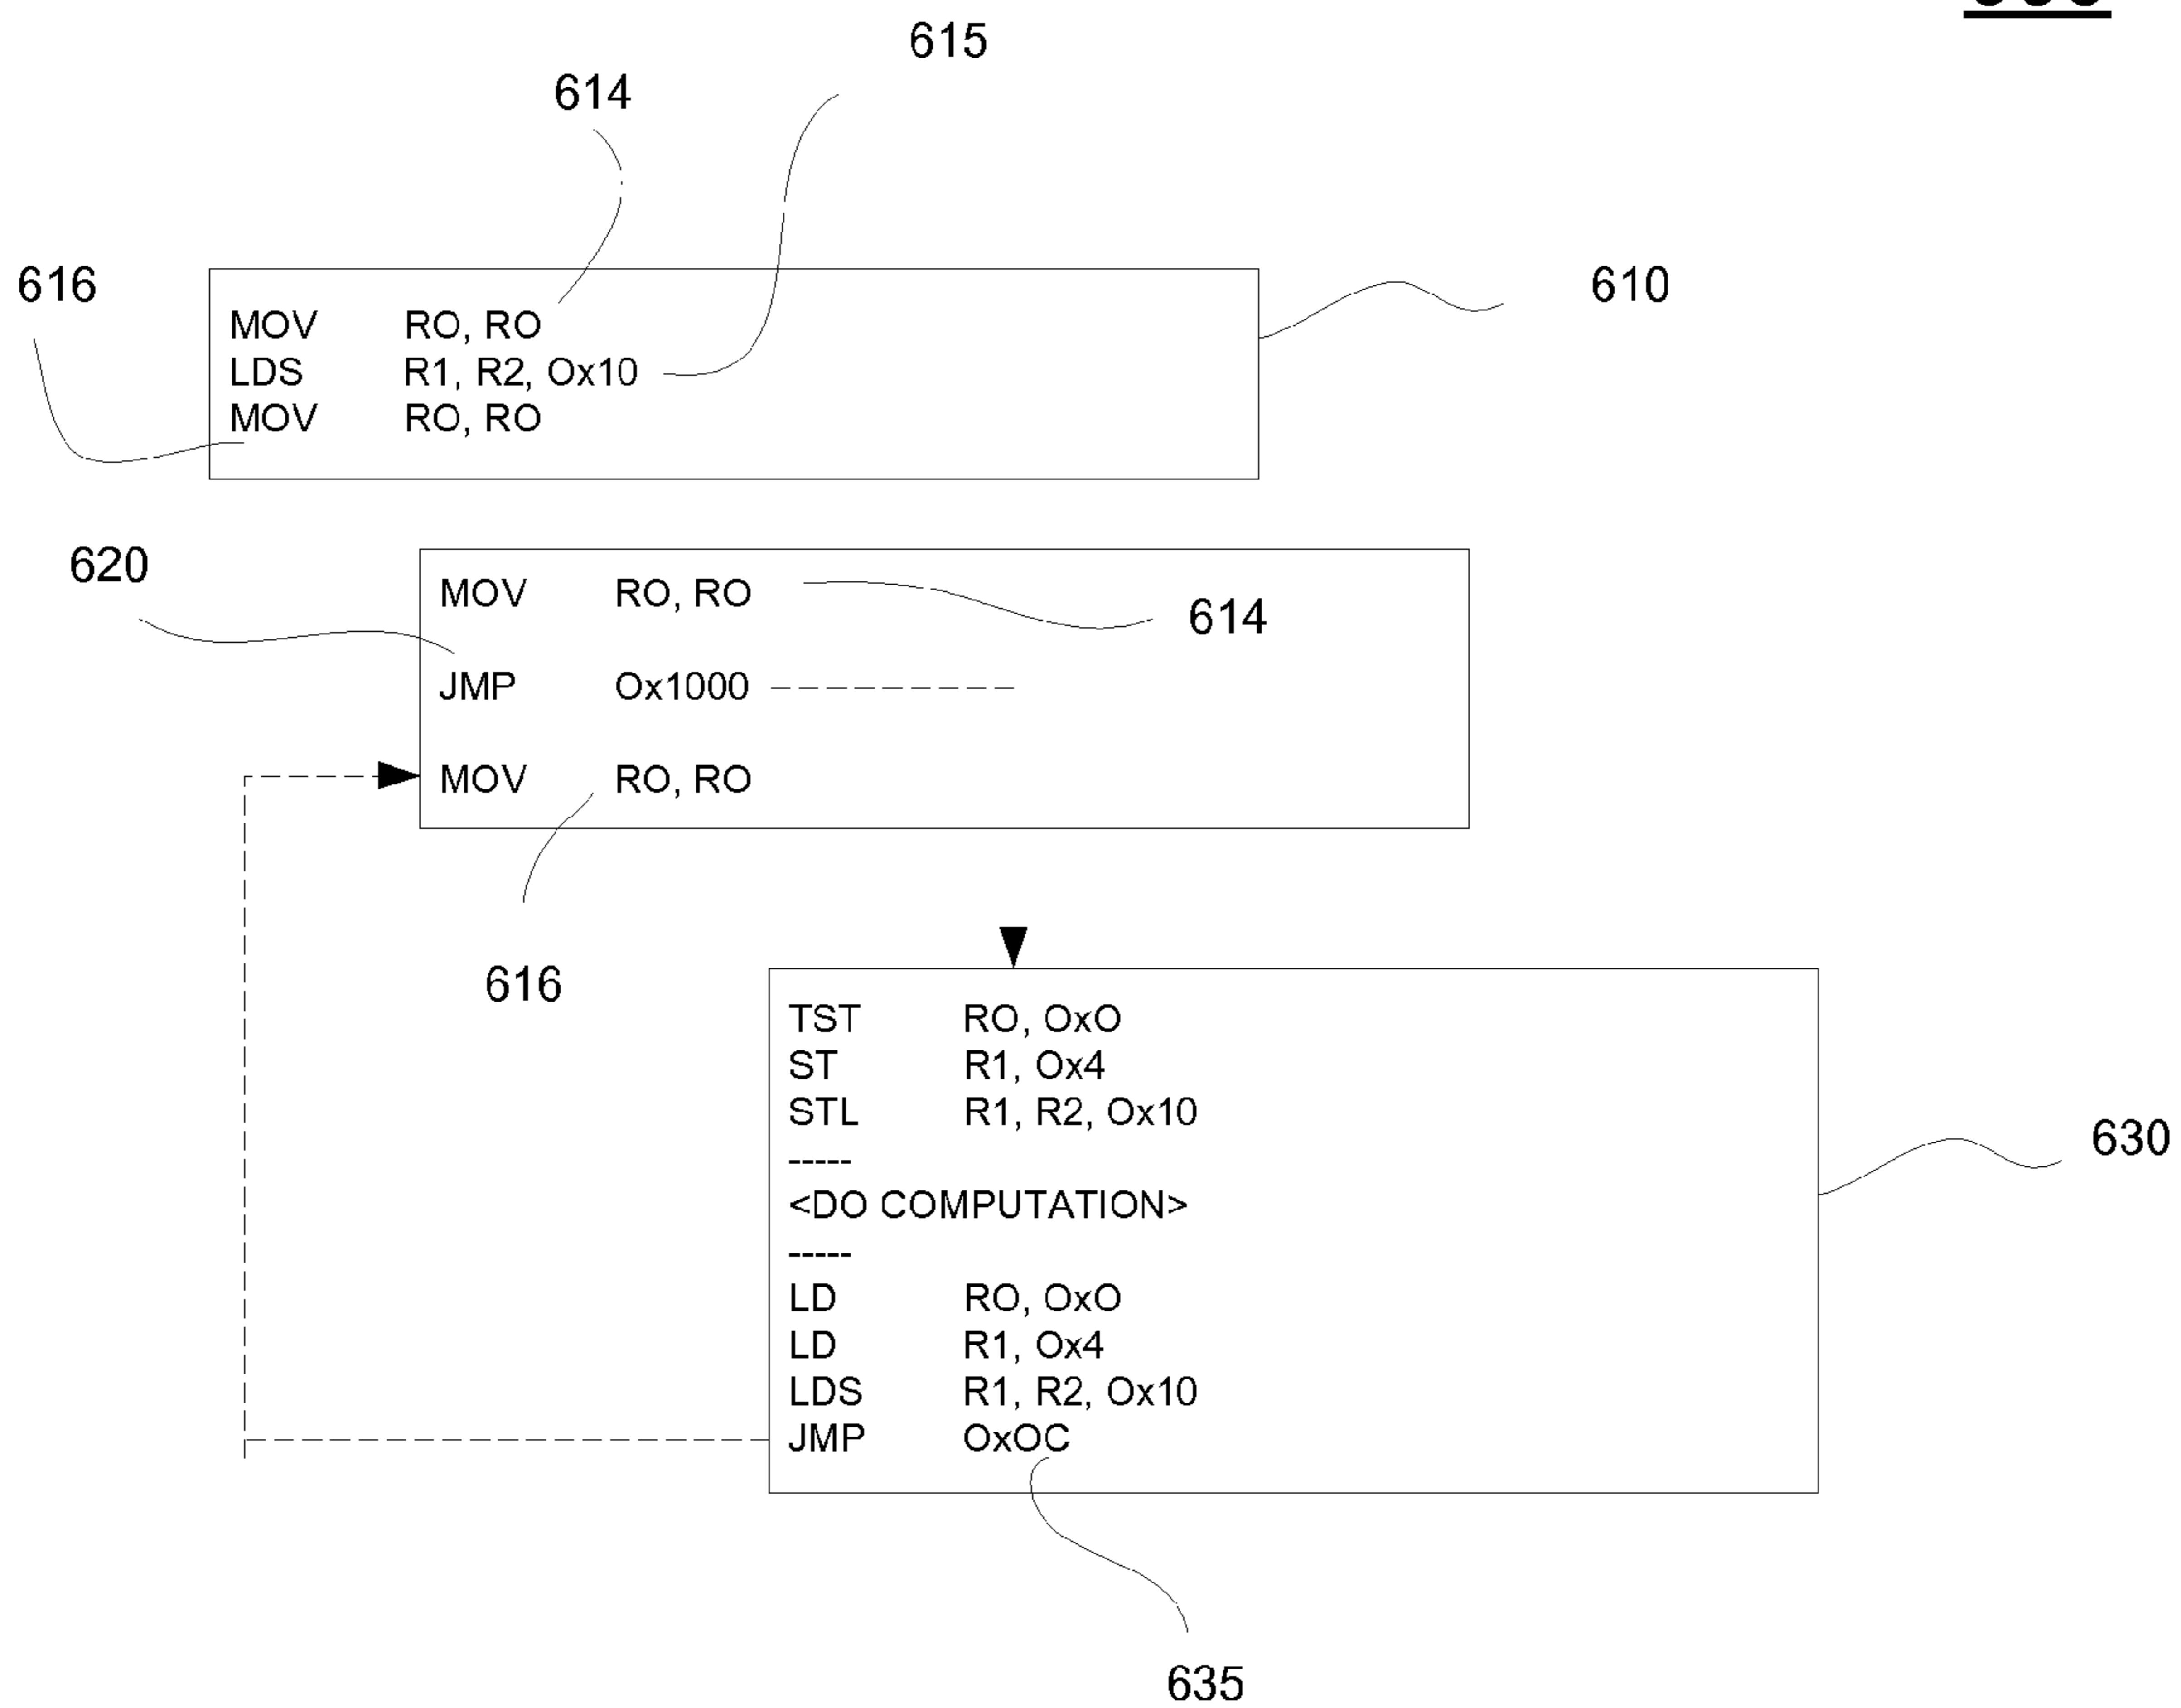 615
614
616
610
MOV RO, RO
LDS R1, R2, Ox10
MOV RO, RO
620
MOV RO, RO
614
JMP Ox1000
MOV RO, RO
616
TST RO, OxO
ST R1, Ox4
STL R1, R2, Ox10
-----
<DO COMPUTATION>
-----
LD RO, OxO
LD R1, Ox4
LDS R1, R2, Ox10
JMP OxOC
630
635